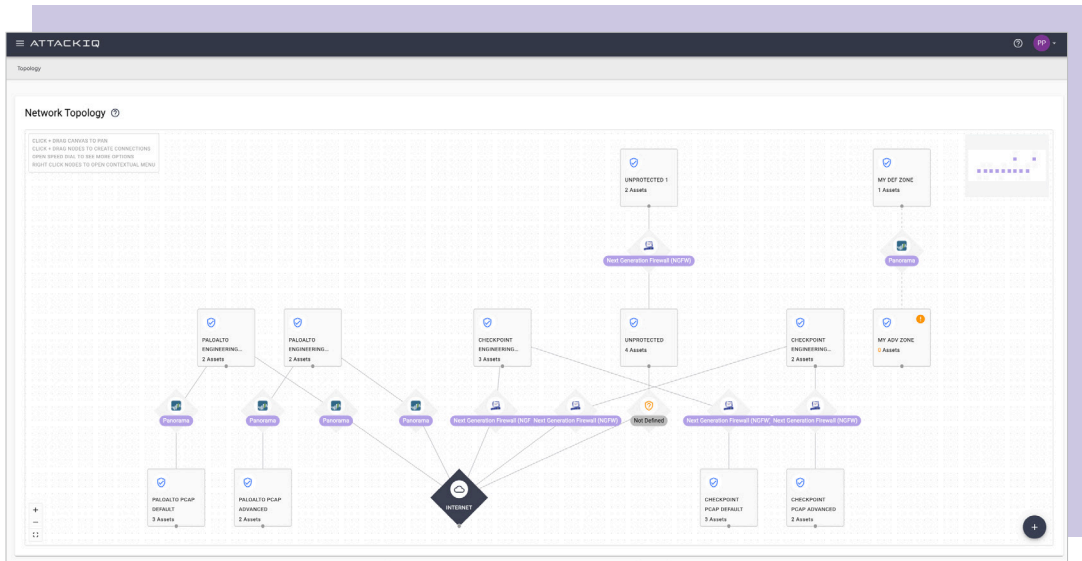 ATTACKIQ
PP
Topology
Network Topology
CLICK + DRAG CANVAS TO PAN
CLICK + DRAG NODES TO CREATE CONNECTIONS
OPEN SPEED DIAL TO SEE MORE OPTIONS
RIGHT CLICK NODES TO OPEN CONTEXTUAL MENU
UNPROTECTED 1
2 Assets
MY DEF ZONE
1 Assets
Next Generation Firewall (NGFW)
Panorama
PALOALTO
ENGINEERING...
2 Assets
PALOALTO
ENGINEERING...
2 Assets
CHECKPOINT
ENGINEERING...
3 Assets
UNPROTECTED
4 Assets
CHECKPOINT
ENGINEERING...
2 Assets
MY ADV ZONE
0 Assets
Panorama
Panorama
Panorama
Panorama
Next Generation Firewall (NGF
Next Generation Firewall (NGFW)
Not Defined
Next Generation Firewall (NGFW
Next Generation Firewall (NGFW)
PALOALTO PCAP
DEFAULT
3 Assets
PALOALTO PCAP
ADVANCED
2 Assets
INTERNET
CHECKPOINT
PCAP DEFAULT
3 Assets
CHECKPOINT
PCAP ADVANCED
2 Assets